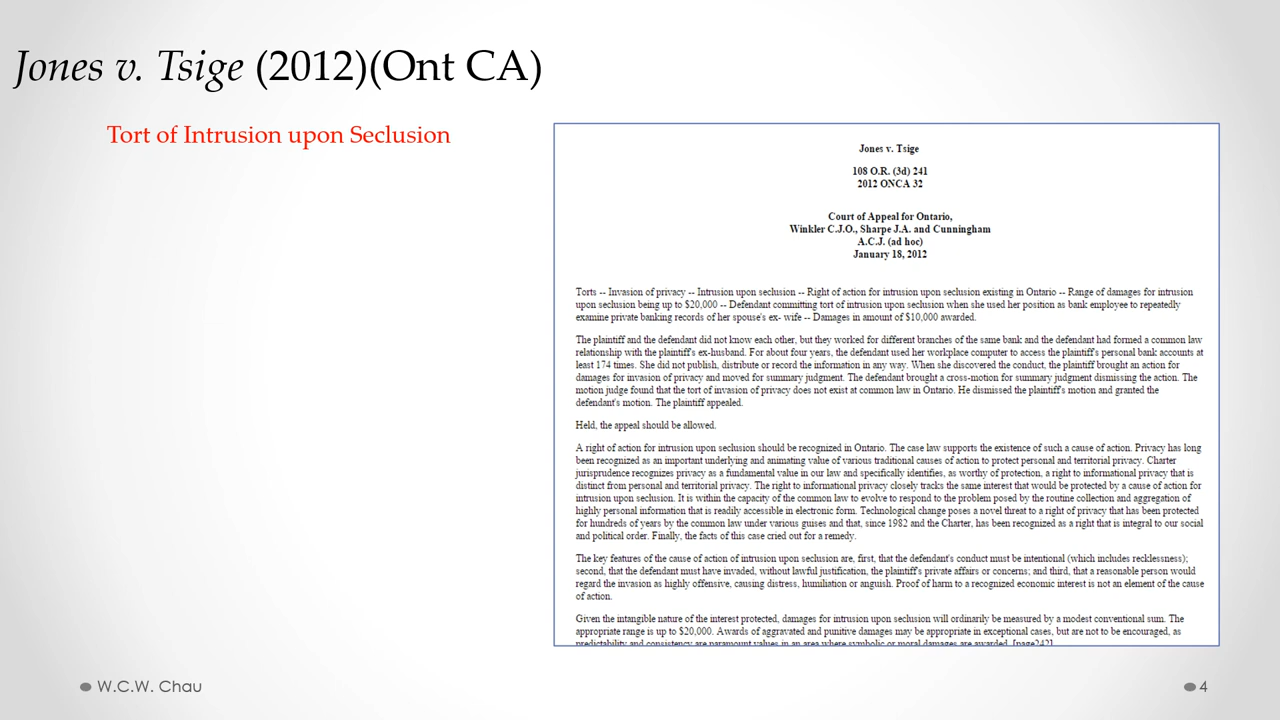 Jones v. Tsige (2012)(Ont CA)
Tort of Intrusion upon Seclusion
Jones v. Tsige
108 O.R. (3d) 241
2012 ONCA 32
Court of Appeal for Ontario,
Winkler C.J.O., Sharpe J.A. and Cunningham
A.C.J. (ad hoc)
January 18, 2012
Torts -- Invasion of privacy -- Intrusion upon seclusion -- Right of action for intrusion upon seclusion existing in Ontario -- Range of damages for intrusion
upon seclusion being up to $20,000 -- Defendant committing tort of intrusion upon seclusion when she used her position as bank employee to repeatedly
examine private banking records of her spouse's ex- wife -- Damages in amount of $10,000 awarded.
The plaintiff and the defendant did not know each other, but they worked for different branches of the same bank and the defendant had formed a common law
relationship with the plaintiff's ex-husband. For about four years, the defendant used her workplace computer to access the plaintiff's personal bank accounts at
least 174 times. She did not publish, distribute or record the information in any way. When she discovered the conduct, the plaintiff brought an action for
damages for invasion of privacy and moved for summary judgment. The defendant brought a cross-motion for summary judgment dismissing the action. The
motion judge found that the tort of invasion of privacy does not exist at common law in Ontario. He dismissed the plaintiff's motion and granted the
defendant's motion. The plaintiff appealed.
Held, the appeal should be allowed.
A right of action for intrusion upon seclusion should be recognized in Ontario. The case law supports the existence of such a cause of action. Privacy has long
been recognized as an important underlying and animating value of various traditional causes of action to protect personal and territorial privacy. Charter
jurisprudence recognizes privacy as a fundamental value in our law and specifically identifies, as worthy of protection, a right to informational privacy that is
distinct from personal and territorial privacy. The right to informational privacy closely tracks the same interest that would be protected by a cause of action for
intrusion upon seclusion. It is within the capacity of the common law to evolve to respond to the problem posed by the routine collection and aggregation of
highly personal information that is readily accessible in electronic form. Technological change poses a novel threat to a right of privacy that has been protected
for hundreds of years by the common law under various guises and that, since 1982 and the Charter, has been recognized as a right that is integral to our social
and political order. Finally, the facts of this case cried out for a remedy.
The key features of the cause of action of intrusion upon seclusion are, first, that the defendant's conduct must be intentional (which includes recklessness);
second, that the defendant must have invaded, without lawful justification, the plaintiff's private affairs or concerns; and third, that a reasonable person would
regard the invasion as highly offensive, causing distress, humiliation or anguish. Proof of harm to a recognized economic interest is not an element of the cause
of action.
Given the intangible nature of the interest protected, damages for intrusion upon seclusion will ordinarily be measured by a modest conventional sum. The
appropriate range is up to $20,000. Awards of aggravated and punitive damages may be appropriate in exceptional cases, but are not to be encouraged, as
predictability and consistency are paramount values in an area where symbolic or moral damages are awarded. [page242]
W.C.W. Chau
4